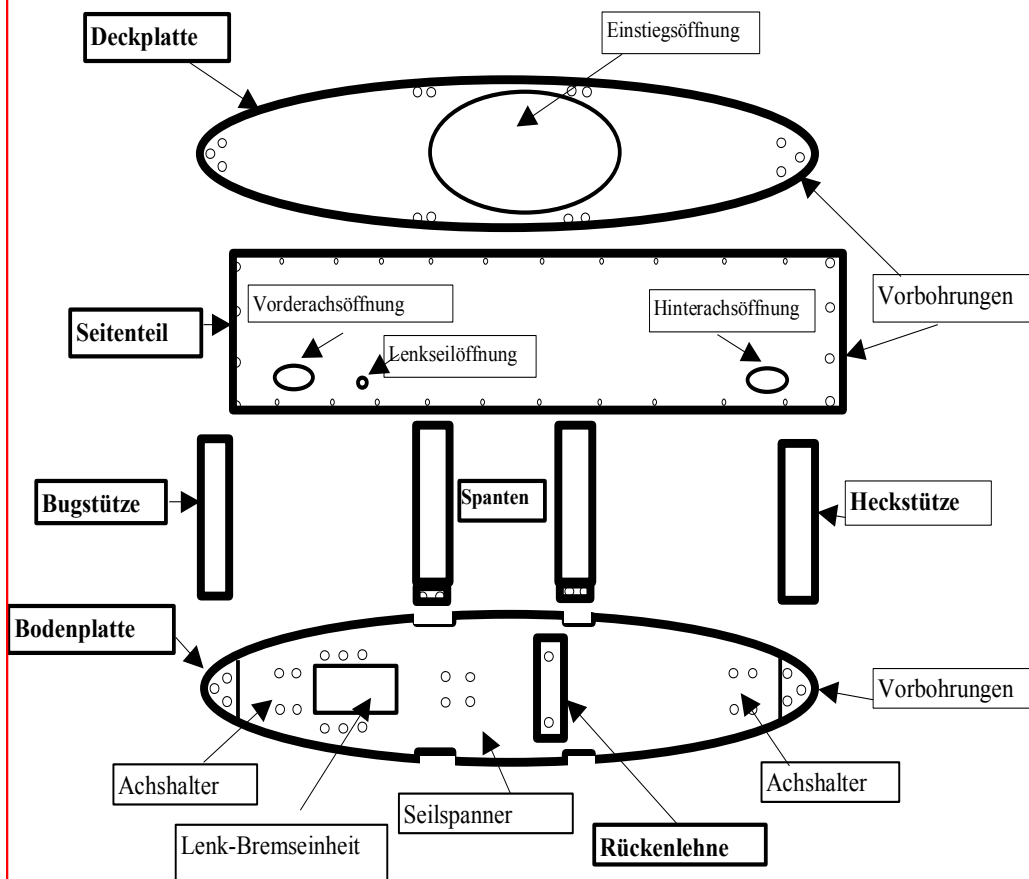 Einstiegsöffnung
Deckplatte
Vorbohrungen
Vorderachsöffnung
Hinterachsöffnung
Seitenteil
Lenkseilöffnung
Bugstütze
Spanten
Heckstütze
Bodenplatte
Vorbohrungen
Achshalter
Seilspanner
Achshalter
Lenk-Bremseinheit
Rückenlehne